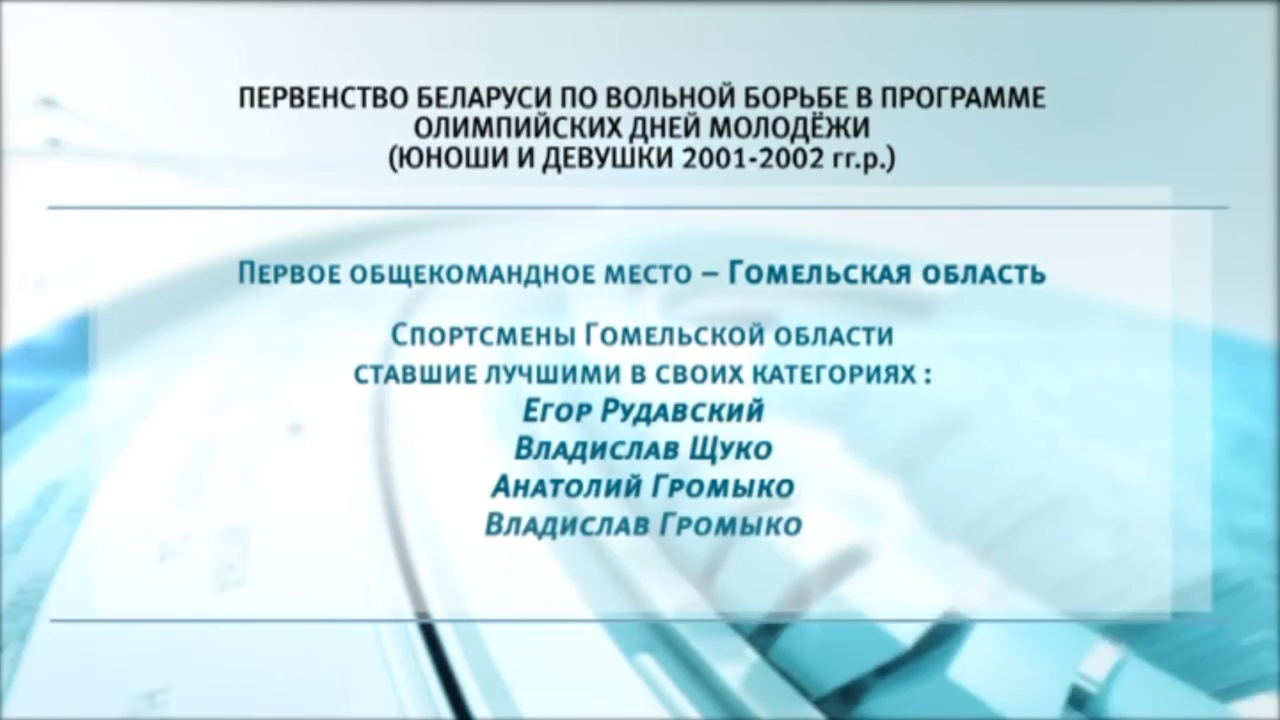 ПЕРВЕНСТВО БЕЛАРУСИ ПО ВОЛЬНОЙ БОРЬБЕ В ПРОГРАММЕ
ОЛИМПИЙСКИХ ДНЕЙ МОЛОДЁЖИ
(ЮНОШИ И ДЕВУШКИ 2001-2002 гг.р.)
ПЕРВОЕ ОБЩЕКОМАНДНОЕ МЕСТО – ГОМЕЛЬСКАЯ ОБЛАСТЬ
СПОРТСМЕНЫ ГОМЕЛЬСКОЙ ОБЛАСТИ
СТАВШИЕ ЛУЧШИМИ В СВОИХ КАТЕГОРИЯХ :
ЕГОР РУДАВСКИЙ
ВЛАДИСЛАВ ЩУКО
АНАТОЛИЙ ГРОМЫКО
ВЛАДИСЛАВ ГРОМЫКО